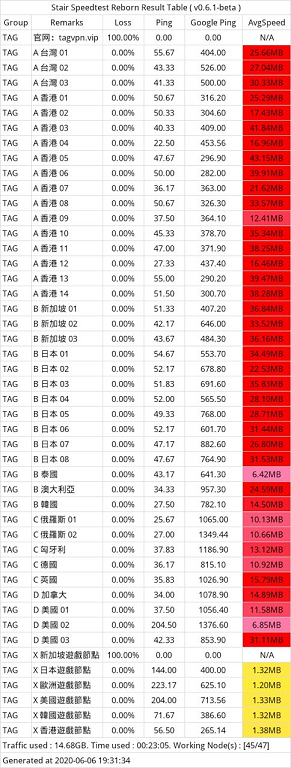 Stair Speedtest Reborn Result Table ( v0.6.1-beta )
Group Remarks Loss Ping Google Ping AvgSpeed
TAG 官网: tagvpn.vip 100.00% 0.00 0.00 N/A
TAG A 台灣 01 0.00% 55.67 404.00 25.66MB
TAG A 台灣 02 0.00% 43.33 526.00 27.04MB
TAG A 台灣 03 0.00% 41.33 500.00 30.33MB
TAG A 香港 01 0.00% 50.67 316.20 25.29MB
TAG A 香港 02 0.00% 50.33 304.60 17.43MB
TAG A 香港 03 0.00% 40.33 409.00 41.84MB
TAG A 香港 04 0.00% 22.50 453.56 16.96MB
TAG A 香港 05 0.00% 47.67 296.90 43.15MB
TAG A 香港 06 0.00% 50.00 282.00 39.91MB
TAG A 香港 07 0.00% 36.17 363.00 21.62MB
TAG A 香港 08 0.00% 50.67 326.30 33.57MB
TAG A 香港 09 0.00% 37.50 364.10 12.41MB
TAG A 香港 10 0.00% 45.33 378.70 35.34MB
TAG A 香港 11 0.00% 47.00 371.90 38.25MB
TAG A 香港 12 0.00% 27.33 437.40 16.46MB
TAG A 香港 13 0.00% 55.00 290.20 39.47MB
TAG A 香港 14 0.00% 51.50 300.70 38.28MB
TAG B 新加坡 01 0.00% 51.33 407.20 36.84MB
TAG B 新加坡 02 0.00% 42.17 646.00 33.52MB
TAG B 新加坡 03 0.00% 43.67 484.30 36.16MB
TAG B 日本 01 0.00% 54.67 553.70 34.49MB
TAG B 日本 02 0.00% 52.17 678.80 22.53MB
TAG B 日本 03 0.00% 51.83 691.60 35.83MB
TAG B 日本 04 0.00% 52.00 565.50 28.10MB
TAG B 日本 05 0.00% 49.33 768.00 28.71MB
TAG B 日本 06 0.00% 52.17 601.70 31.44MB
TAG B 日本 07 0.00% 47.17 882.60 26.80MB
TAG B 日本 08 0.00% 47.67 764.90 31.53MB
TAG B 泰國 0.00% 43.17 641.30 6.42MB
TAG B 澳大利亞 0.00% 34.33 957.30 24.59MB
TAG B 韓國 0.00% 27.50 782.10 14.50MB
TAG C 俄羅斯 01 0.00% 25.67 1065.00 10.13MB
TAG C 俄羅斯 02 0.00% 27.00 1349.44 10.66MB
TAG C 匈牙利 0.00% 37.83 1186.90 13.12MB
TAG C 德國 0.00% 36.17 815.10 10.92MB
TAG C 英國 0.00% 35.83 1026.90 15.79MB
TAG D 加拿大 0.00% 34.00 1078.90 14.89MB
TAG D 美國 01 0.00% 37.50 1056.40 11.58MB
TAG D 美國 02 0.00% 204.50 1376.60 6.85MB
TAG D 美國 03 0.00% 42.33 853.90 31.11MB
TAG X 新加坡遊戲節點 100.00% 0.00 0.00 N/A
TAG X 日本遊戲節點 0.00% 144.00 400.00 1.32MB
TAG X 歐洲遊戲節點 0.00% 223.17 625.10 1.20MB
TAG X 美國遊戲節點 0.00% 204.00 713.56 1.33MB
TAG X 韓國遊戲節點 0.00% 71.67 386.60 1.32MB
TAG X 香港遊戲節點 0.00% 56.50 265.14 1.38MB
Traffic used : 14.68GB. Time used : 00:23:05. Working Node(s) : [45/47]
Generated at 2020-06-06 19:31:34